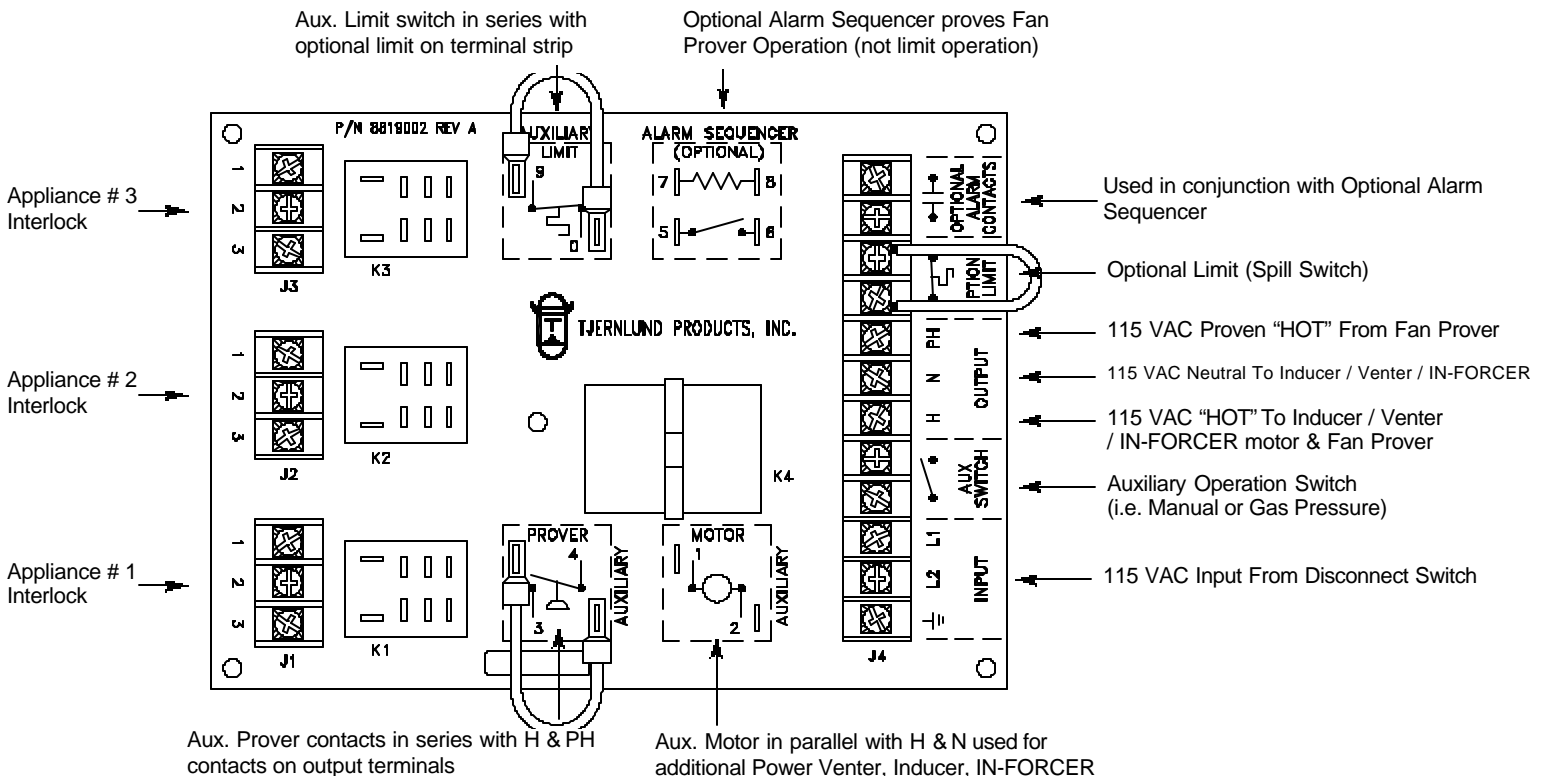 Aux. Limit switch in series with
optional limit on terminal strip
Optional Alarm Sequencer proves Fan
Prover Operation (not limit operation)
P/N 8619002 REV A
AUXILIARY
LIMIT
9
0
ALARM SEQUENCER
(OPTIONAL)
7
8
5
6
Appliance # 3
Interlock
1
2
3
J3
K3
Appliance # 2
Interlock
1
2
3
J2
K2
Appliance # 1
Interlock
1
2
3
J1
K1
T
TJERNLUND PRODUCTS, INC.
K4
PROVER
4
3
AUXILIARY
MOTOR
1
2
AUXILIARY
OPTIONAL
ALARM
CONTACTS
PTION
LIMIT
PH
N
H
OUTPUT
AUX
SWITCH
L1
L2
INPUT
J4
Used in conjunction with Optional Alarm
Sequencer
Optional Limit (Spill Switch)
115 VAC Proven “HOT” From Fan Prover
115 VAC Neutral To Inducer / Venter / IN-FORCER
115 VAC “HOT” To Inducer / Venter
/ IN-FORCER motor & Fan Prover
Auxiliary Operation Switch
(i.e. Manual or Gas Pressure)
115 VAC Input From Disconnect Switch
Aux. Prover contacts in series with H & PH
contacts on output terminals
Aux. Motor in parallel with H & N used for
additional Power Venter, Inducer, IN-FORCER